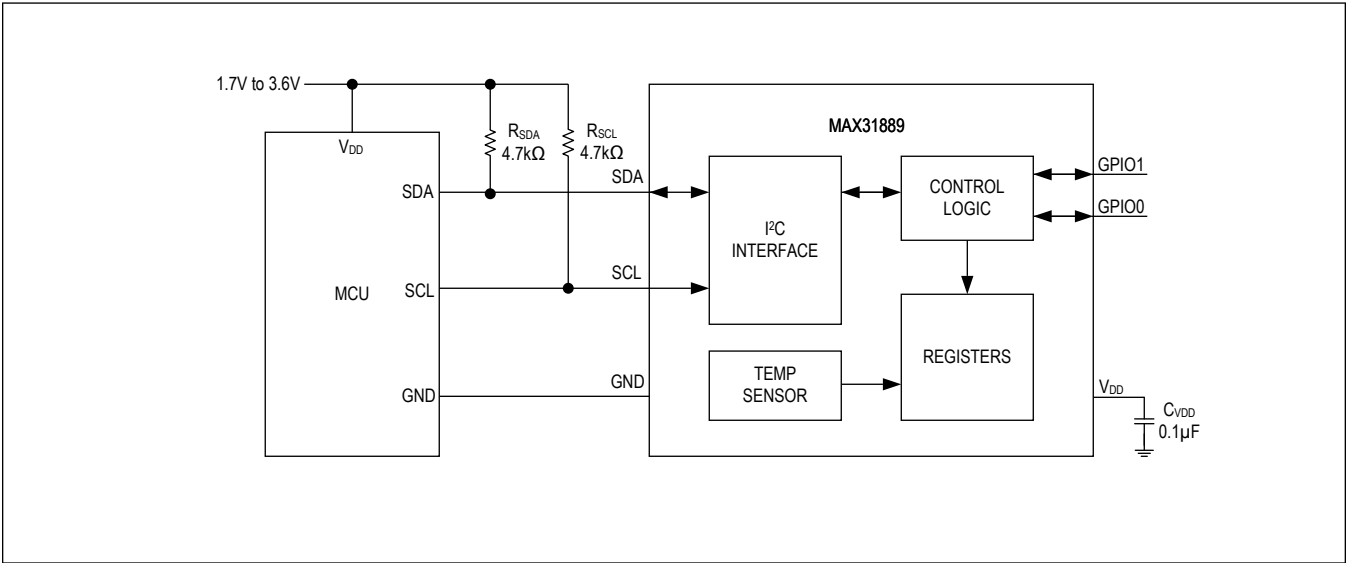 1.7V to 3.6V
VDD
MCU
SDA
SCL
GND
RSDA
4.7kΩ
RSCL
4.7kΩ
SDA
SCL
GND
MAX31889
I²C
INTERFACE
CONTROL
LOGIC
TEMP
SENSOR
REGISTERS
GPIO1
GPIO0
VDD
CVDD
0.1µF